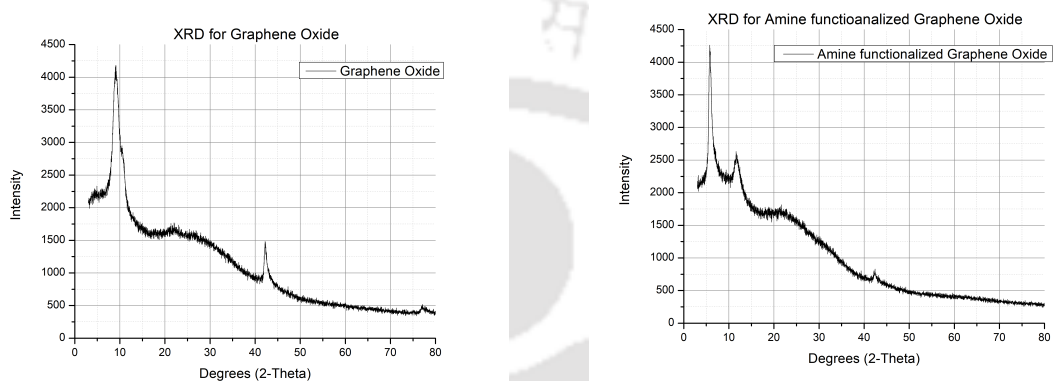 XRD for Graphene Oxide
Graphene Oxide
4500
4000
3500
3000
2500
2000
1500
1000
500
0
Intensity
0 10 20 30 40 50 60 70 80
Degrees (2-Theta)
XRD for Amine functioanalized Graphene Oxide
Amine functionalized Graphene Oxide
4500
4000
3500
3000
2500
2000
1500
1000
500
0
Intensity
0 10 20 30 40 50 60 70 80
Degrees (2-Theta)